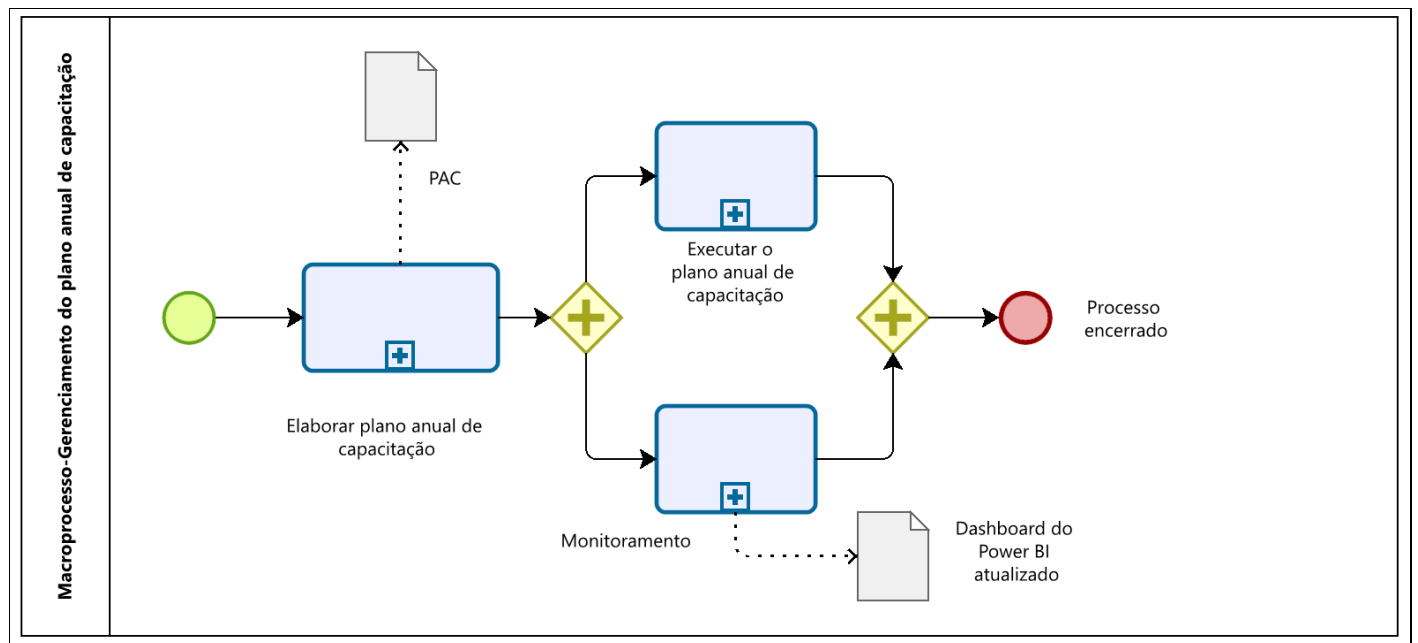 Macroprocesso-Gerenciamento do plano anual de capacitação
PAC
Elaborar plano anual de
capacitação
Executar o
plano anual de
capacitação
Monitoramento
Dashboard do
Power BI
atualizado
Processo
encerrado